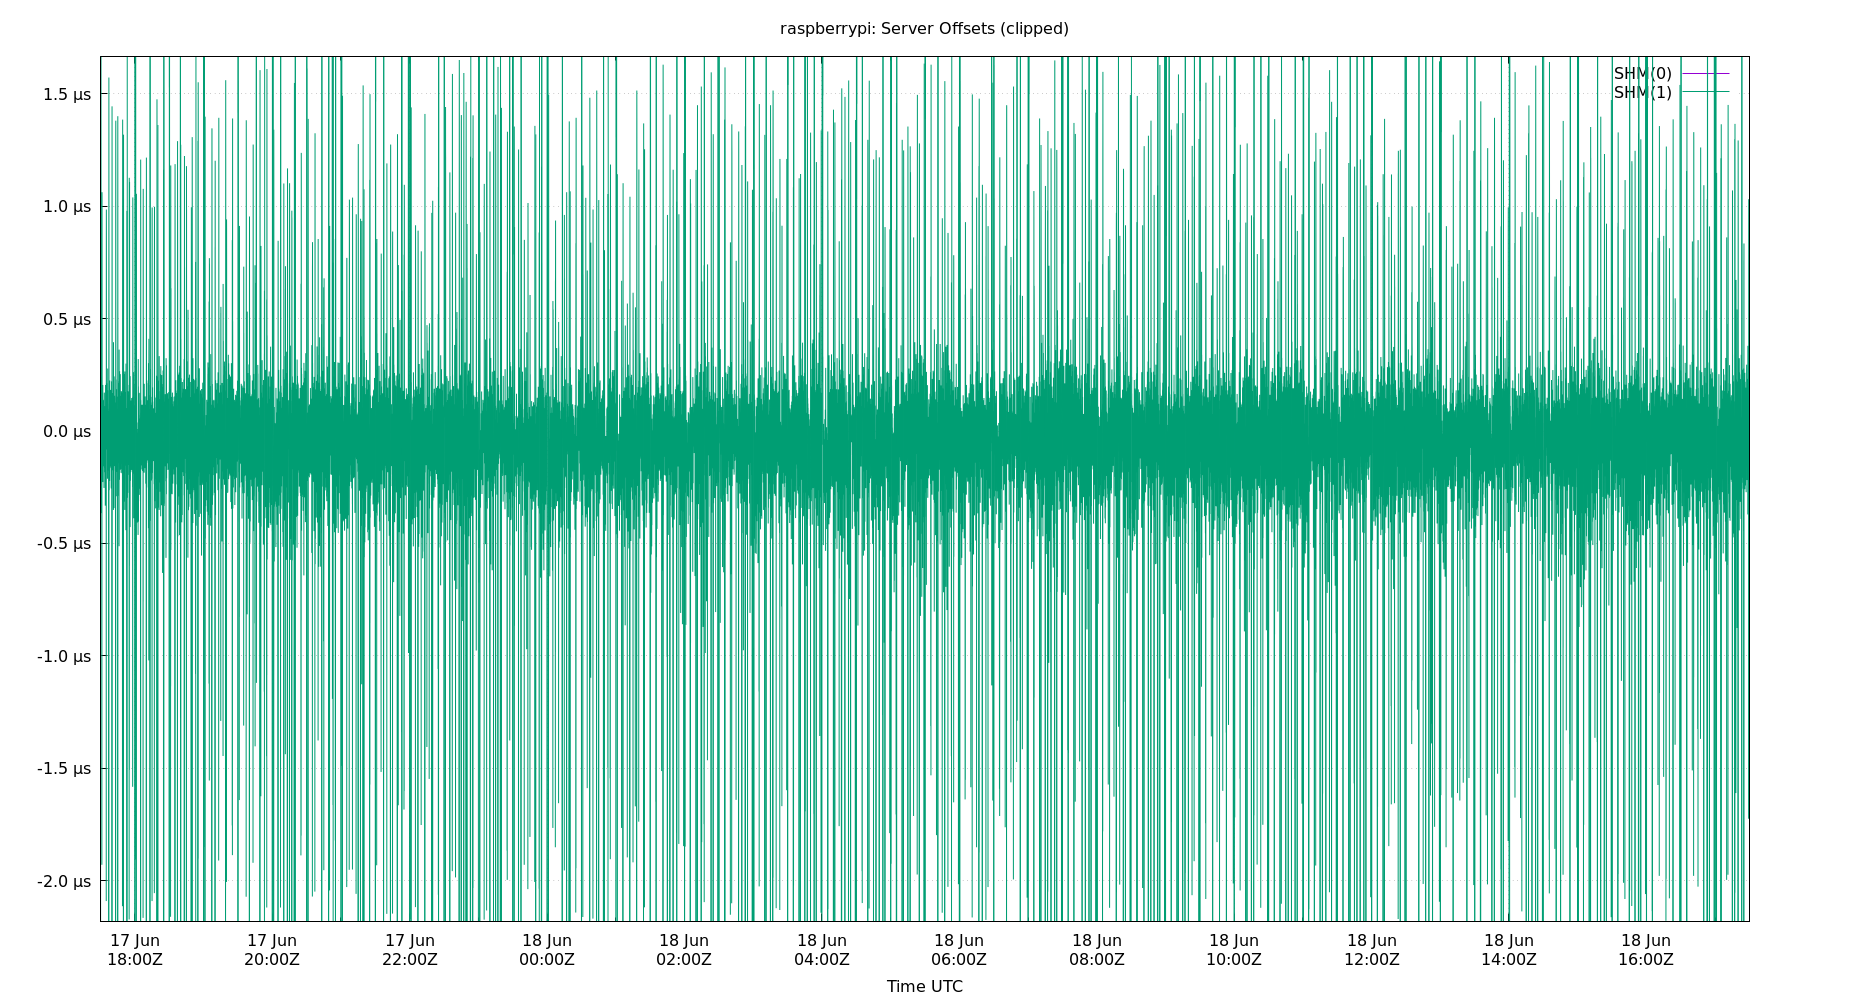 raspberrypi: Server Offsets (clipped)
SHM(0)
SHM(1)
1.5 µs
1.0 µs
0.5 µs
0.0 µs
-0.5 µs
-1.0 µs
-1.5 µs
-2.0 µs
17 Jun 17 Jun 17 Jun 18 Jun 18 Jun 18 Jun 18 Jun 18 Jun 18 Jun 18 Jun 18 Jun 18 Jun
18:00Z 20:00Z 22:00Z 00:00Z 02:00Z 04:00Z 06:00Z 08:00Z 10:00Z 12:00Z 14:00Z 16:00Z
Time UTC